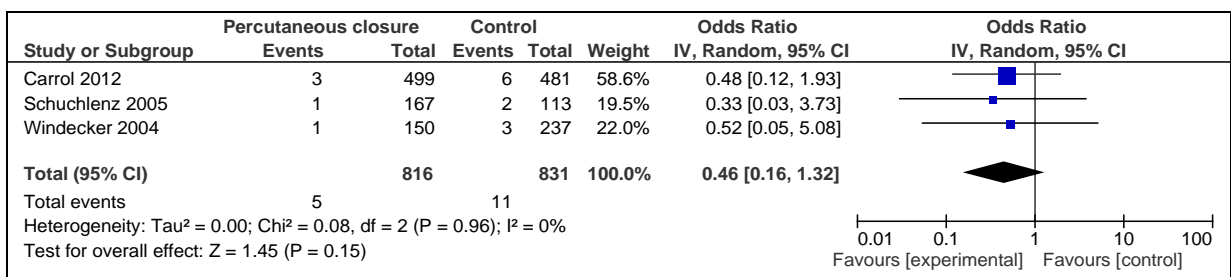 Percutaneous closure Control Odds Ratio Odds Ratio
Study or Subgroup Events Total Events Total Weight IV, Random, 95% CI IV, Random, 95% CI
Carrol 2012 3 499 6 481 58.6% 0.48 [0.12, 1.93]
Schuchlenz 2005 1 167 2 113 19.5% 0.33 [0.03, 3.73]
Windecker 2004 1 150 3 237 22.0% 0.52 [0.05, 5.08]
Total (95% CI) 816 831 100.0% 0.46 [0.16, 1.32]
Total events 5 11
Heterogeneity: Tau² = 0.00; Chi² = 0.08, df = 2 (P = 0.96); I² = 0%
Test for overall effect: Z = 1.45 (P = 0.15)
0.01 0.1 1 10 100
Favours [experimental] Favours [control]